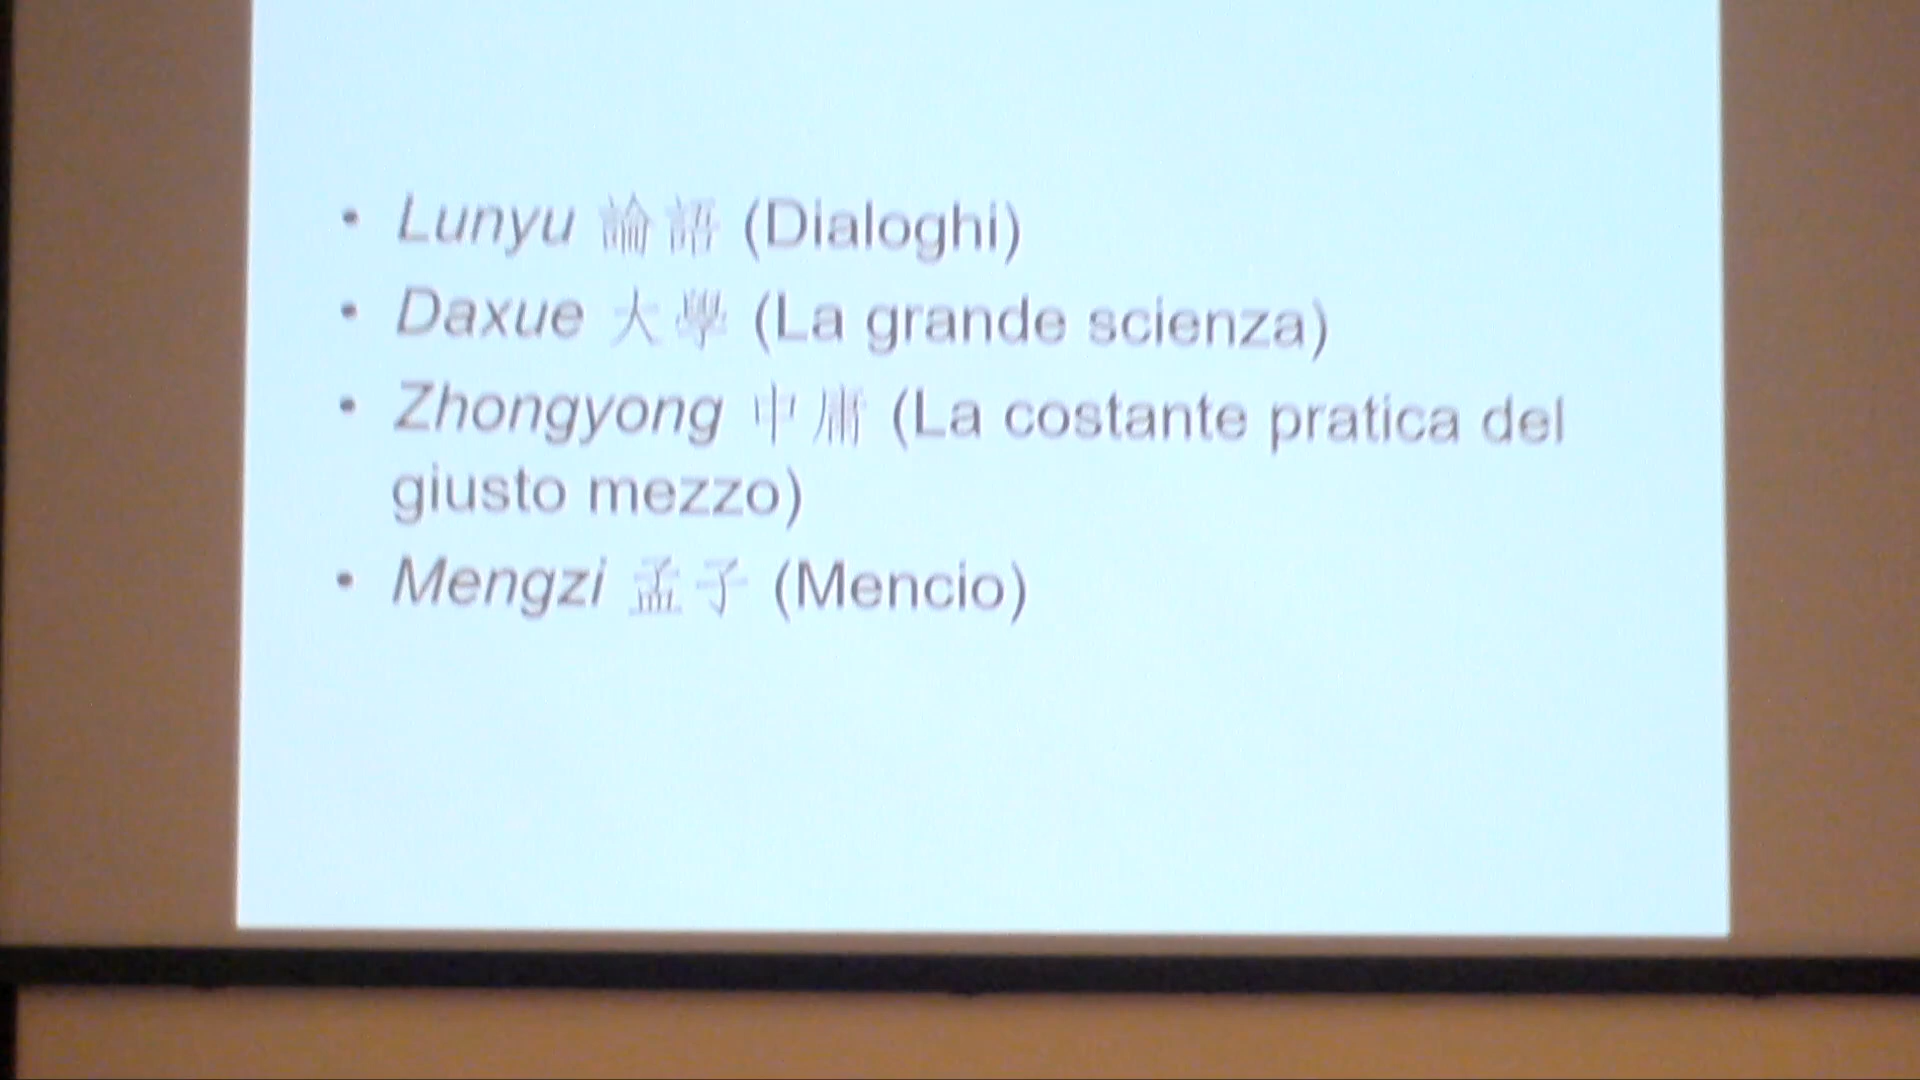 • Lunyu 論語 (Dialoghi)
• Daxue 大學 (La grande scienza)
• Zhongyong 中庸 (La costante pratica del
giusto mezzo)
• Mengzi 孟子 (Mencio)